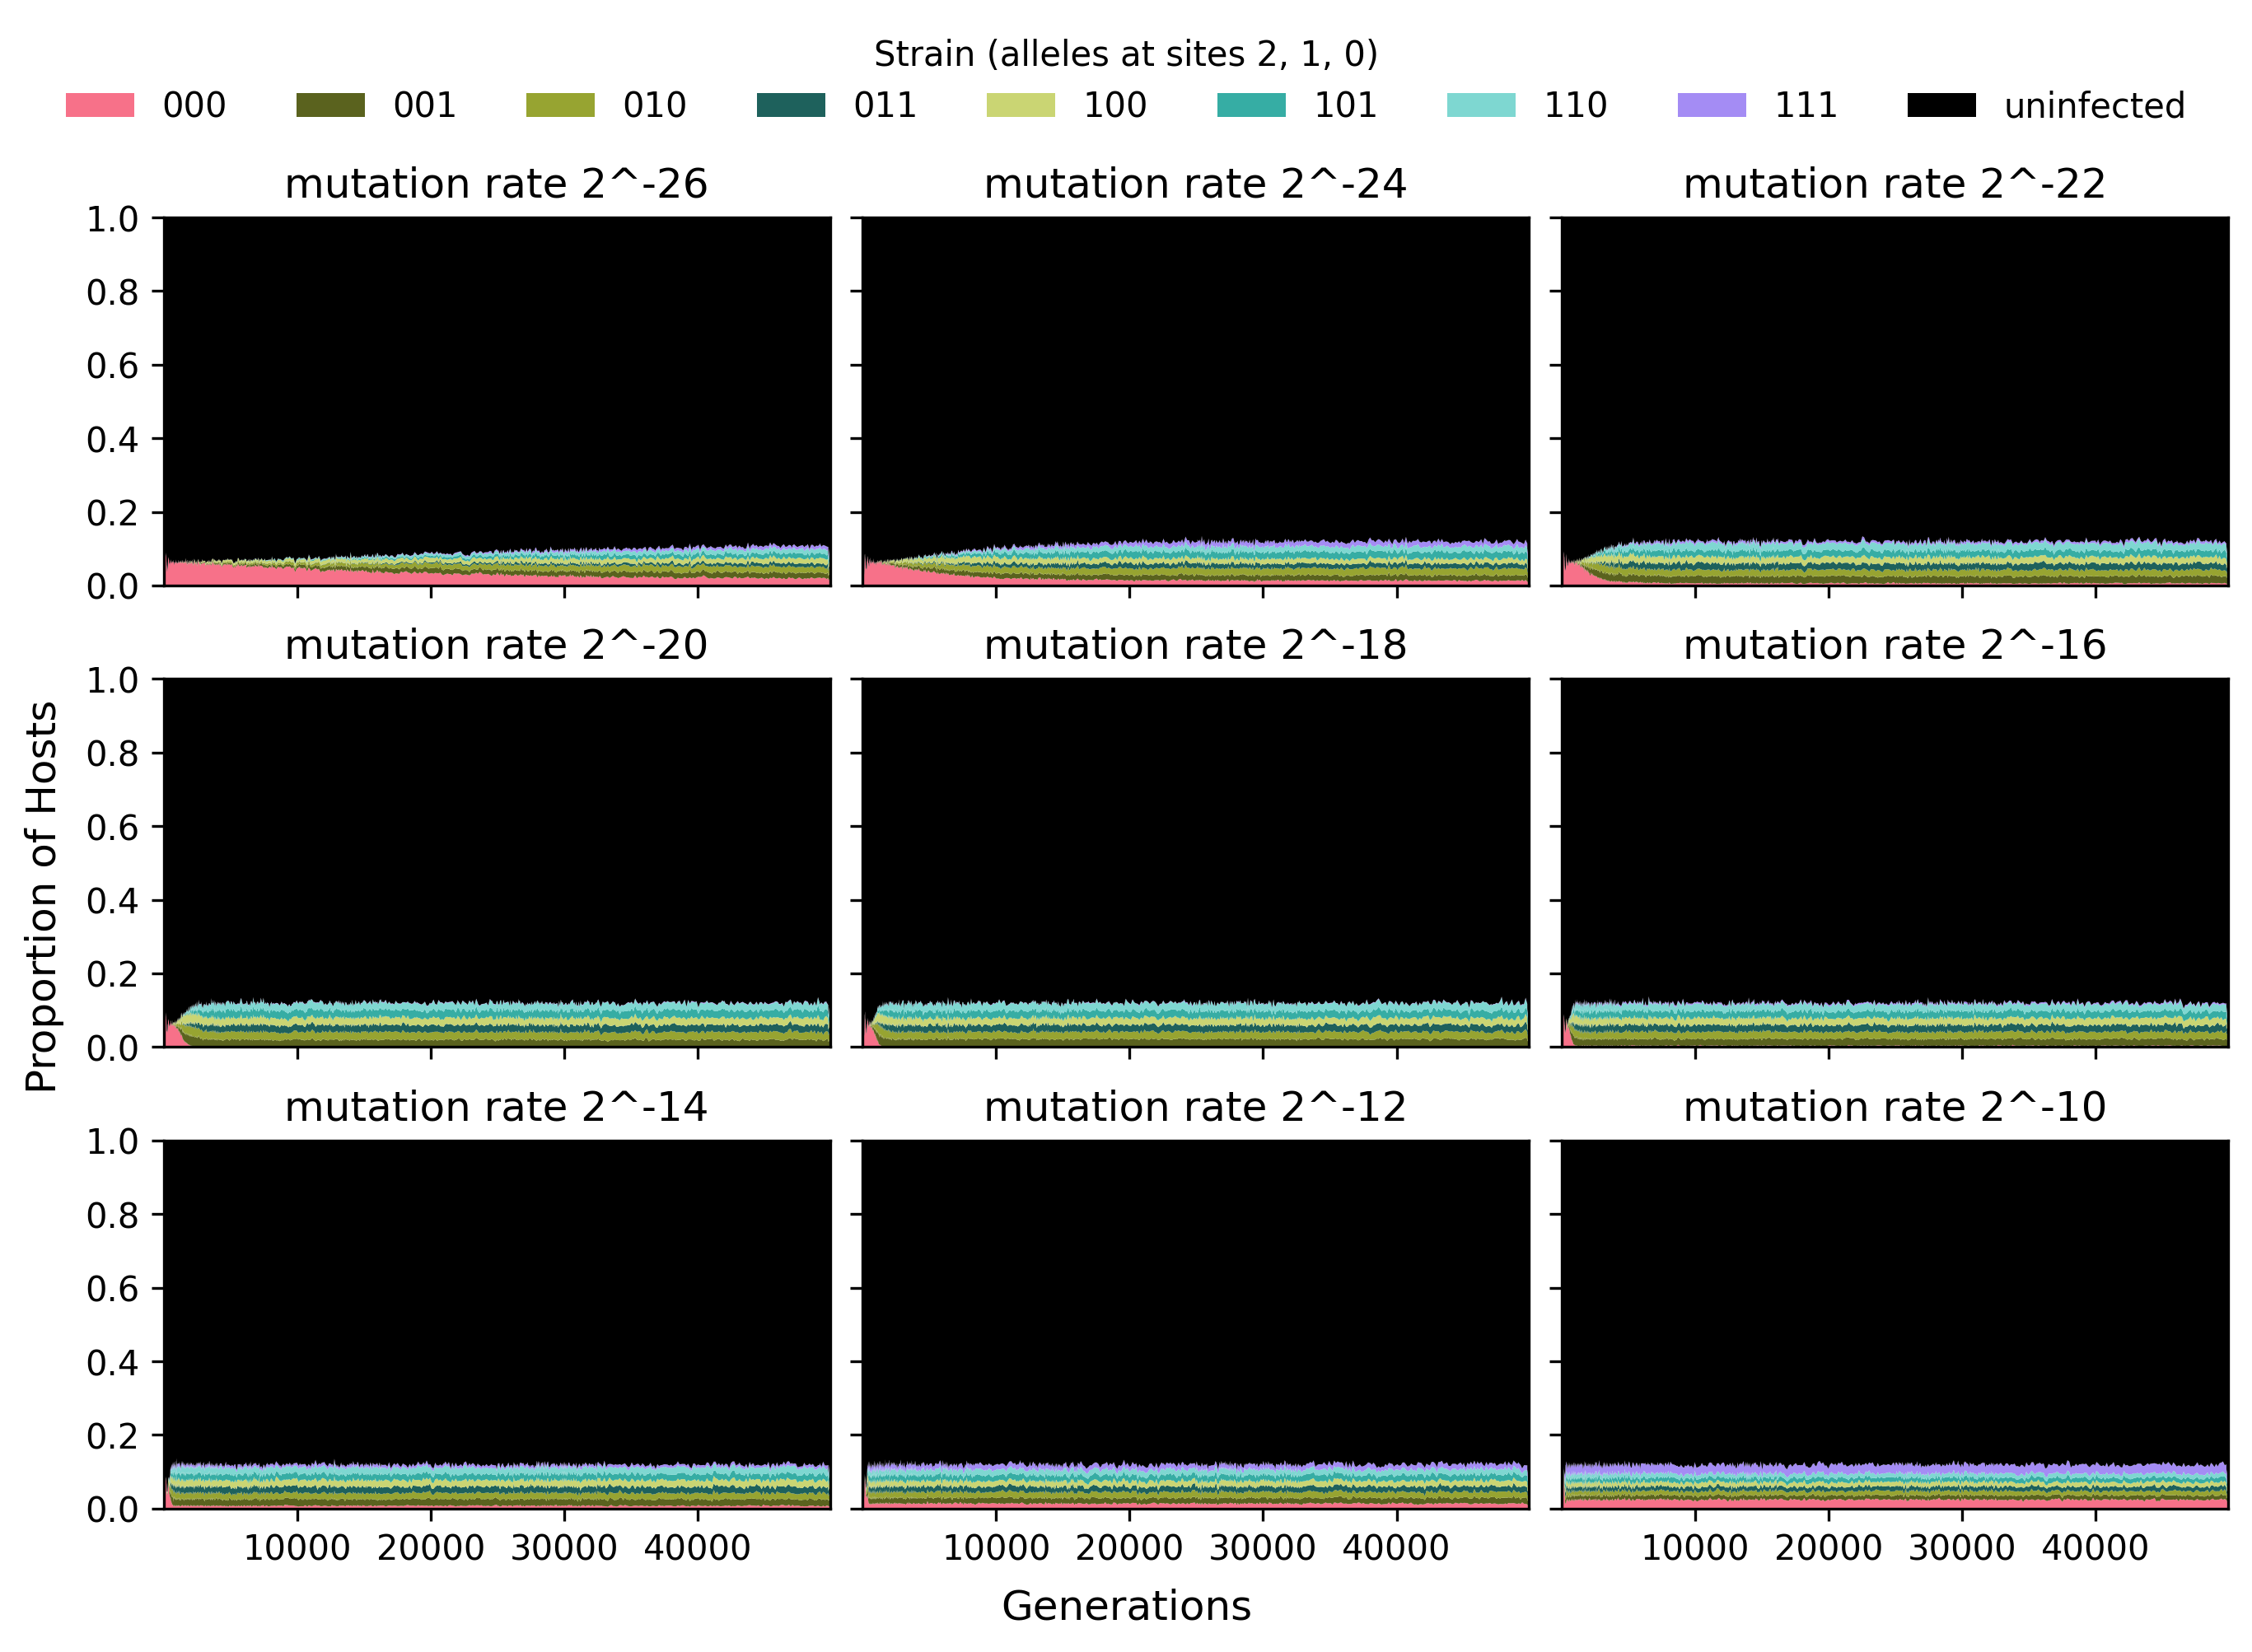 Strain (alleles at sites 2, 1, 0)
000 001 010 011 100 101 110 111 uninfected
mutation rate 2^-26 mutation rate 2^-24 mutation rate 2^-22
1.0
0.8
0.6
0.4
0.2
0.0
mutation rate 2^-20 mutation rate 2^-18 mutation rate 2^-16
1.0
0.8
0.6
0.4
0.2
0.0
Proportion of Hosts
mutation rate 2^-14 mutation rate 2^-12 mutation rate 2^-10
1.0
0.8
0.6
0.4
0.2
0.0
10000 20000 30000 40000 10000 20000 30000 40000 10000 20000 30000 40000
Generations